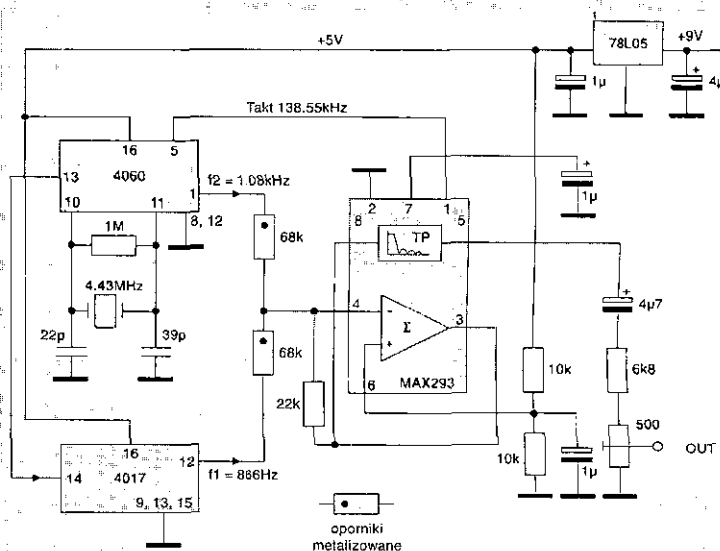 +5V
1
78L05
+9V
1µ
4µ
Takt 138.55kHz
16
5
13
4060
1
f2 = 1.08kHz
10
11
8, 12
1M
4.43MHz
22p
39p
68k
68k
22k
2
7
1
8
5
TP
1µ
4
Σ
3
6
MAX293
4µ7
10k
6k8
10k
1µ
500
OUT
16
12
14
4017
f1 = 866Hz
9, 13, 15
oporniki
metalizowane